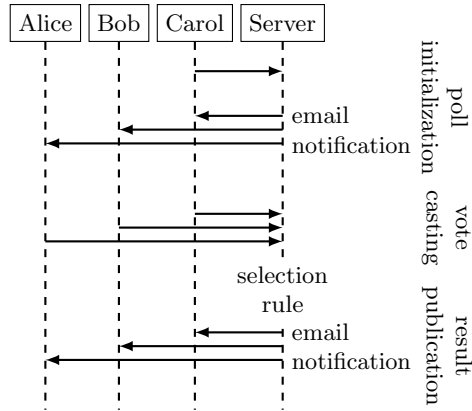 Alice Bob Carol Server
poll
initialization
email
notification
vote
casting
selection
rule
result
publication
email
notification